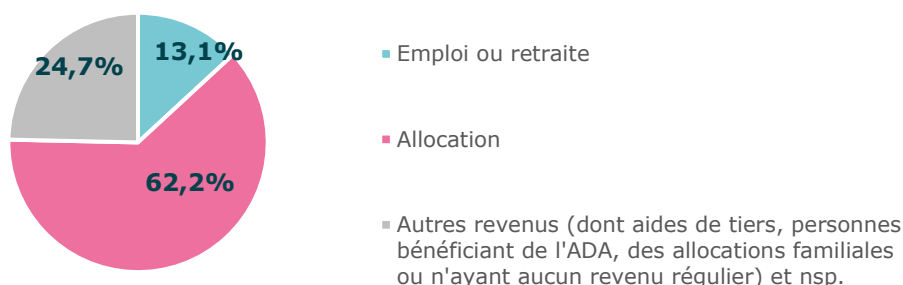 13,1%
24,7%
62,2%
Emploi ou retraite
Allocation
Autres revenus (dont aides de tiers, personnes
bénéficiant de l'ADA, des allocations familiales
ou n'ayant aucun revenu régulier) et nsp.